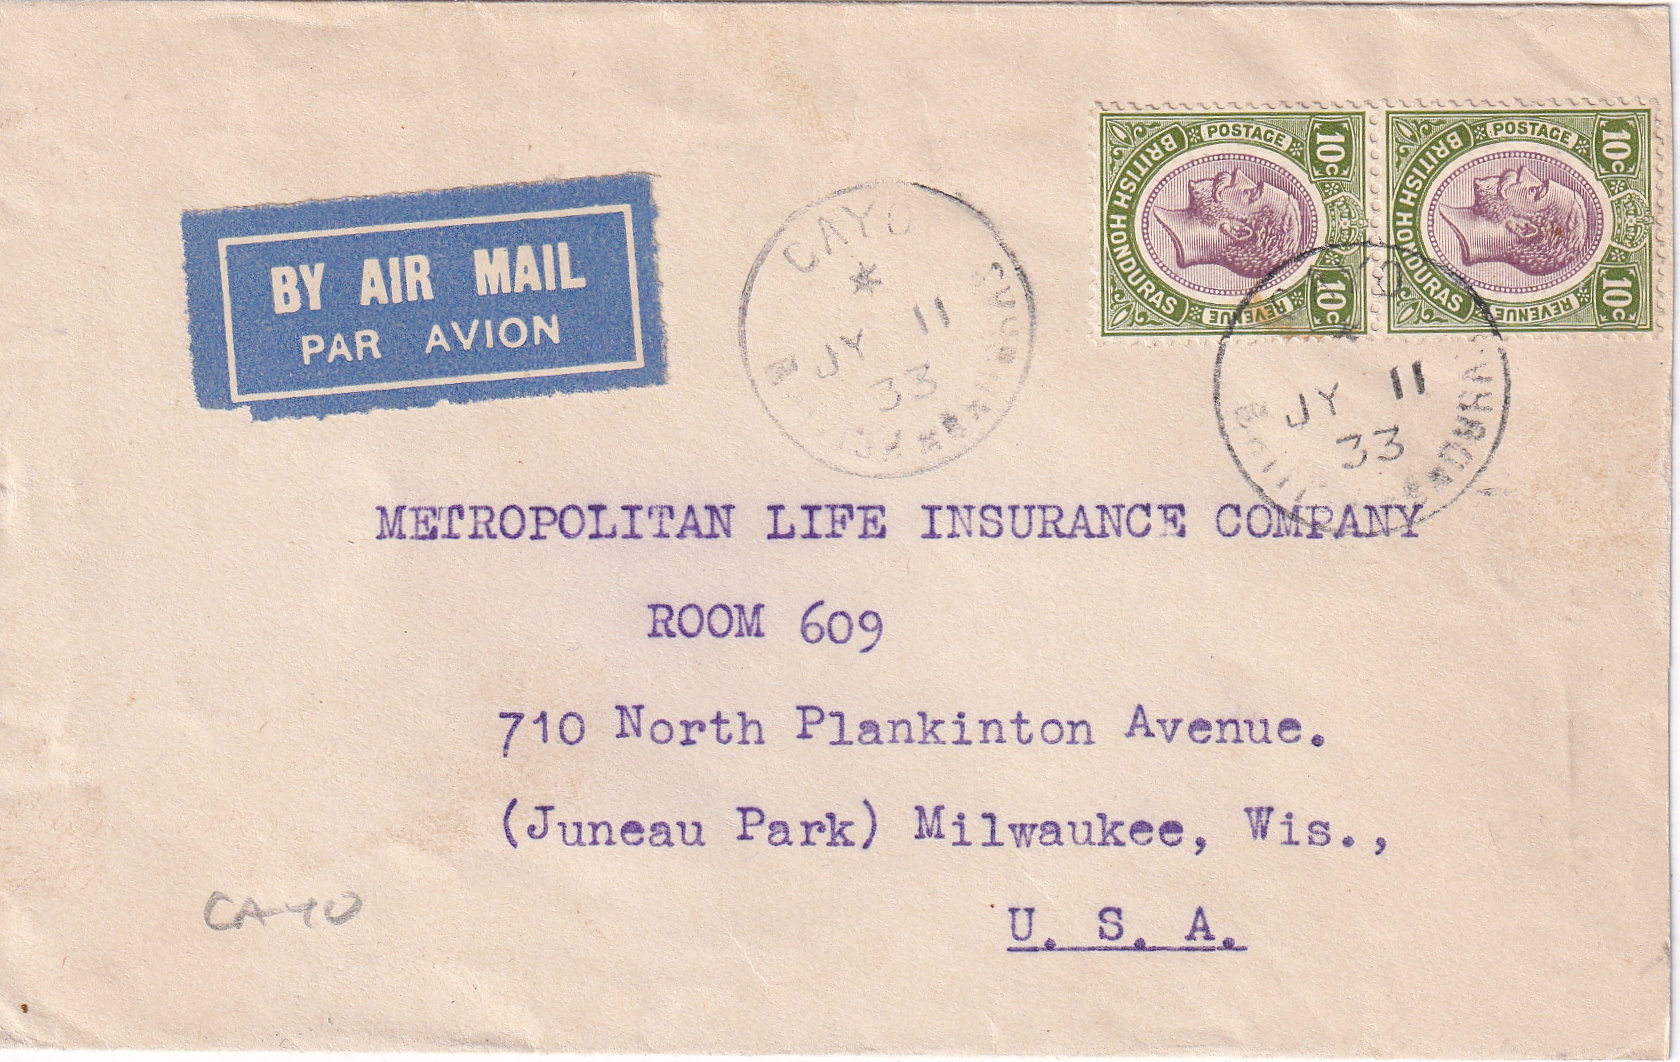 BY AIR MAIL
PAR AVION
CAYO
JY 11
33
POSTAGE
10c
BRITISH HONDURAS
REVENUE
10c
POSTAGE
10c
BRITISH HONDURAS
REVENUE
10c
JY 11
33
METROPOLITAN LIFE INSURANCE COMPANY
ROOM 609
710 North Plankinton Avenue.
(Juneau Park) Milwaukee, Wis.,
U. S. A.
CAYO